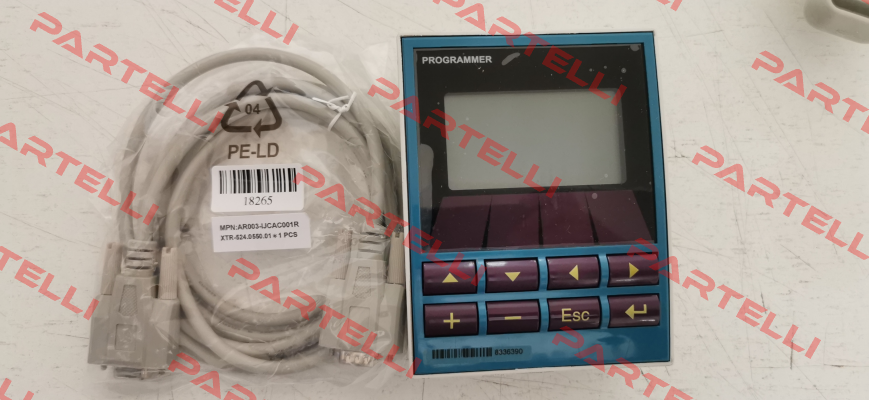 PARTELLI
PROGRAMMER
04
PE-LD
18265
MPN:AR003-IJCAC001R
XTR-524.0550.01 = 1 PCS
+
−
Esc
8336390